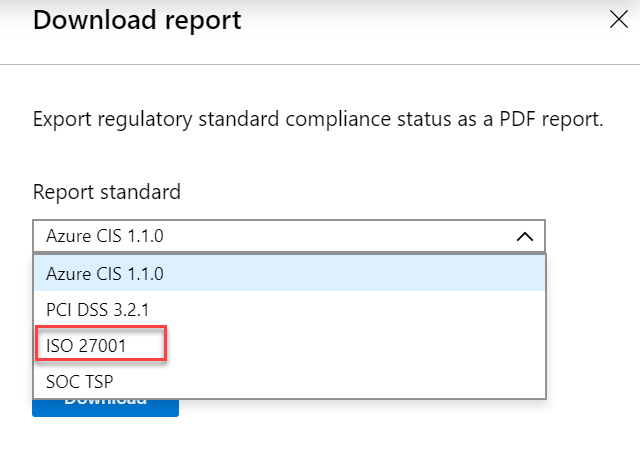 Download report
Export regulatory standard compliance status as a PDF report.
Report standard
Azure CIS 1.1.0
Azure CIS 1.1.0
PCI DSS 3.2.1
ISO 27001
SOC TSP
Download